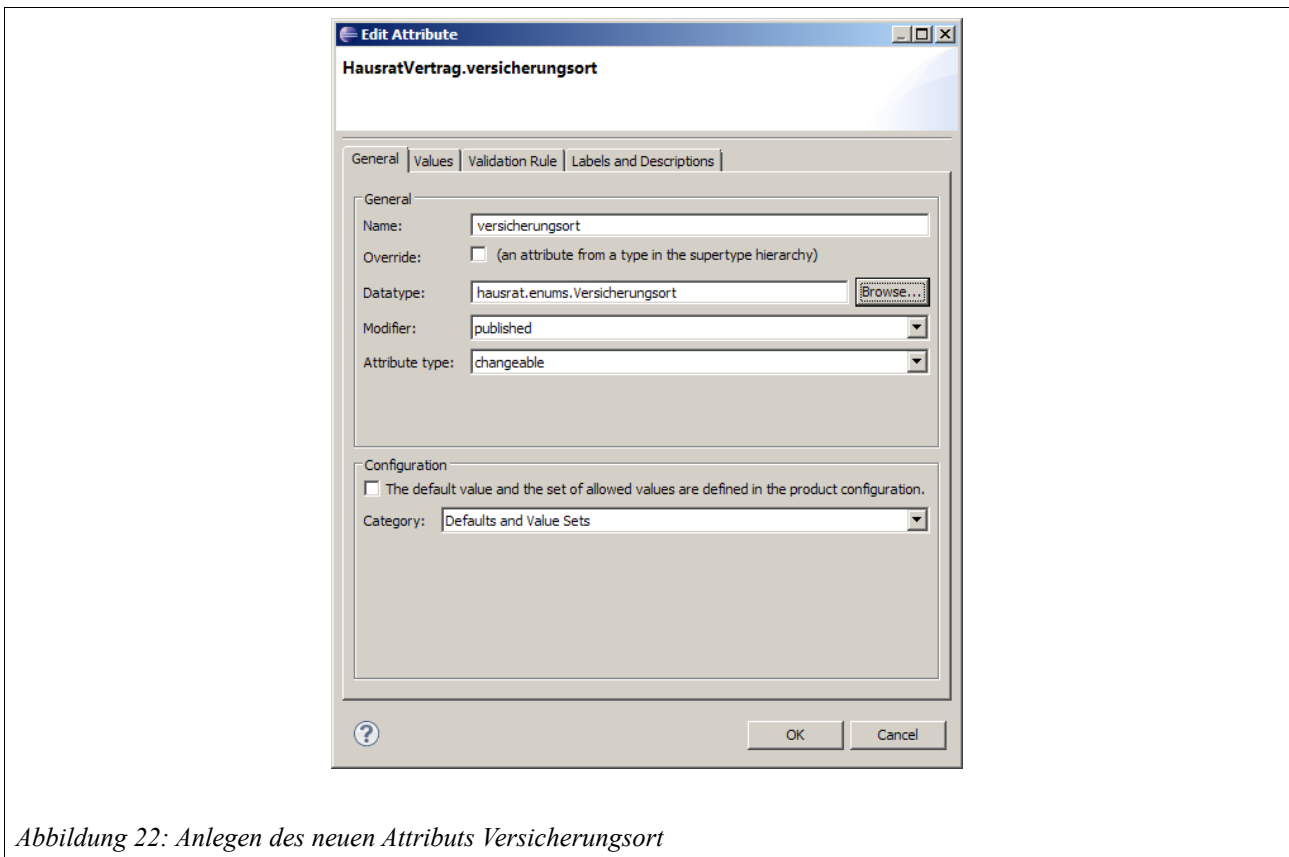 Edit Attribute
HausratVertrag.versicherungsort
General Values Validation Rule Labels and Descriptions
General
Name: versicherungsort
Override: (an attribute from a type in the supertype hierarchy)
Datatype: hausrat.enums.Versicherungsort Browse...
Modifier: published
Attribute type: changeable
Configuration
The default value and the set of allowed values are defined in the product configuration.
Category: Defaults and Value Sets
? OK Cancel
Abbildung 22: Anlegen des neuen Attributs Versicherungsort